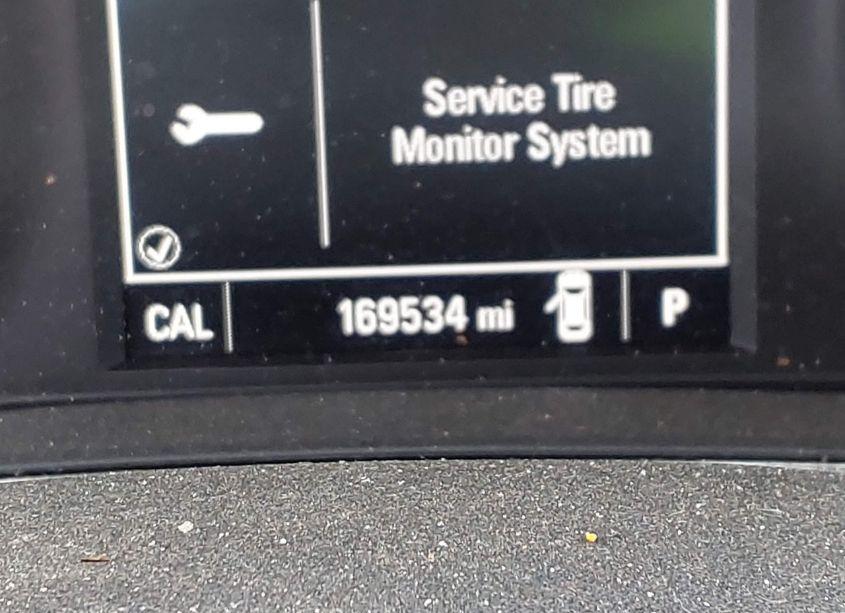 Service Tire
Monitor System
CAL 169534 mi P